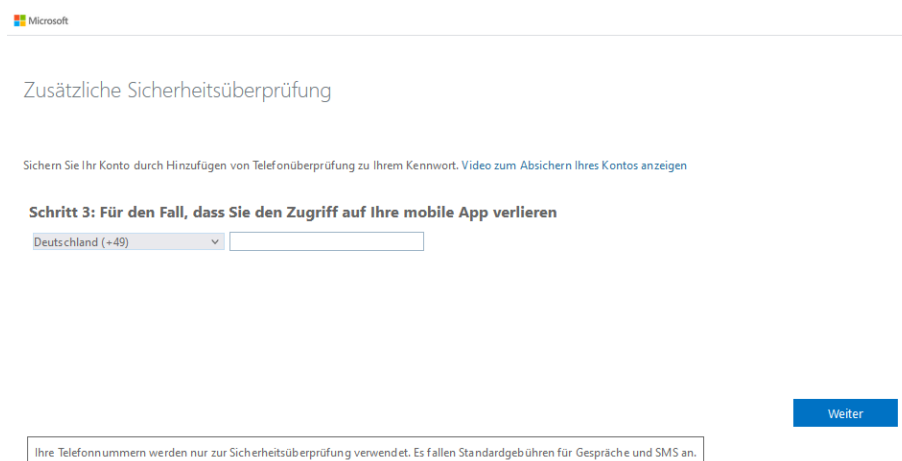 Microsoft
Zusätzliche Sicherheitsüberprüfung
Sichern Sie Ihr Konto durch Hinzufügen von Telefonüberprüfung zu Ihrem Kennwort. Video zum Absichern Ihres Kontos anzeigen
Schritt 3: Für den Fall, dass Sie den Zugriff auf Ihre mobile App verlieren
Deutschland (+49)
Weiter
Ihre Telefonnummern werden nur zur Sicherheitsüberprüfung verwendet. Es fallen Standardgebühren für Gespräche und SMS an.